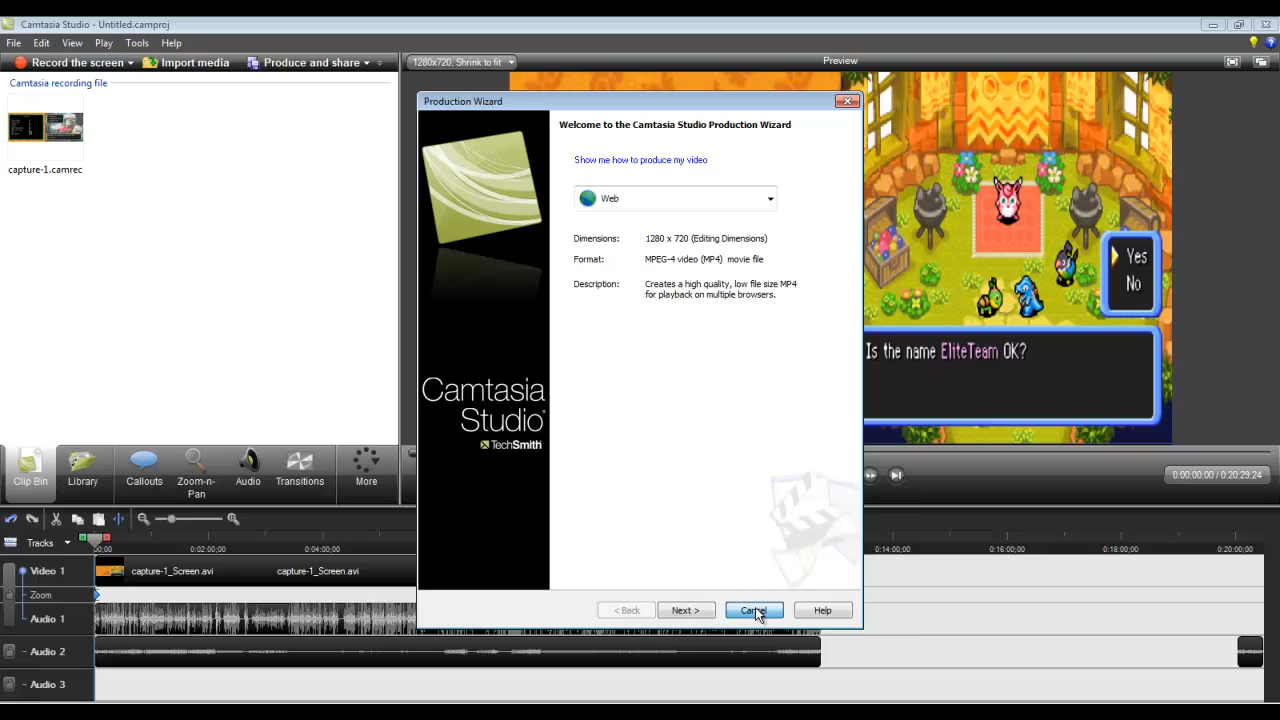 Camtasia Studio - Untitled.camproj
File Edit View Play Tools Help
Record the screen Import media Produce and share
1280x720, Shrink to fit
Preview
Camtasia recording file
capture-1.camrec
Production Wizard
Welcome to the Camtasia Studio Production Wizard
Show me how to produce my video
Web
Dimensions: 1280 x 720 (Editing Dimensions)
Format: MPEG-4 video (MP4) movie file
Description: Creates a high quality, low file size MP4
for playback on multiple browsers.
Camtasia
Studio
TechSmith
< Back Next > Cancel Help
Yes
No
Is the name EliteTeam OK?
Clip Bin
Library
Callouts
Zoom-n-
Pan
Audio
Transitions
More
0:00:00;00 / 0:20:29;24
Tracks
0:02:00;00 0:04:00;00 0:14:00;00 0:16:00;00 0:18:00;00 0:20:00;00
Video 1 capture-1_Screen.avi capture-1_Screen.avi
Zoom
Audio 1
Audio 2
Audio 3